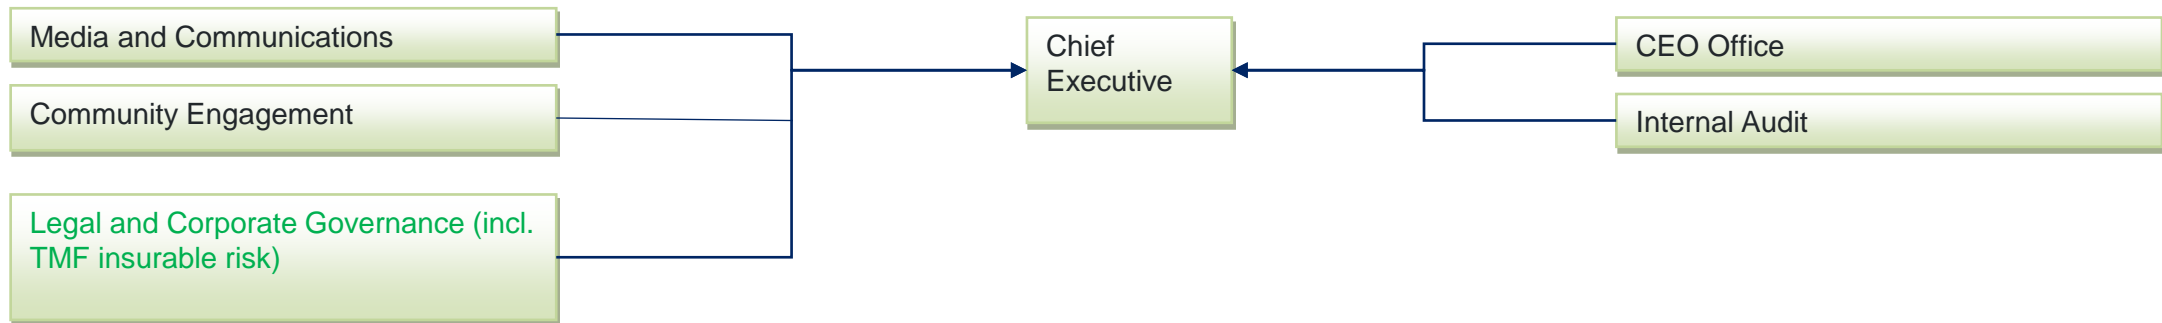 Media and Communications
Community Engagement
Legal and Corporate Governance (incl.
TMF insurable risk)
Chief
Executive
CEO Office
Internal Audit